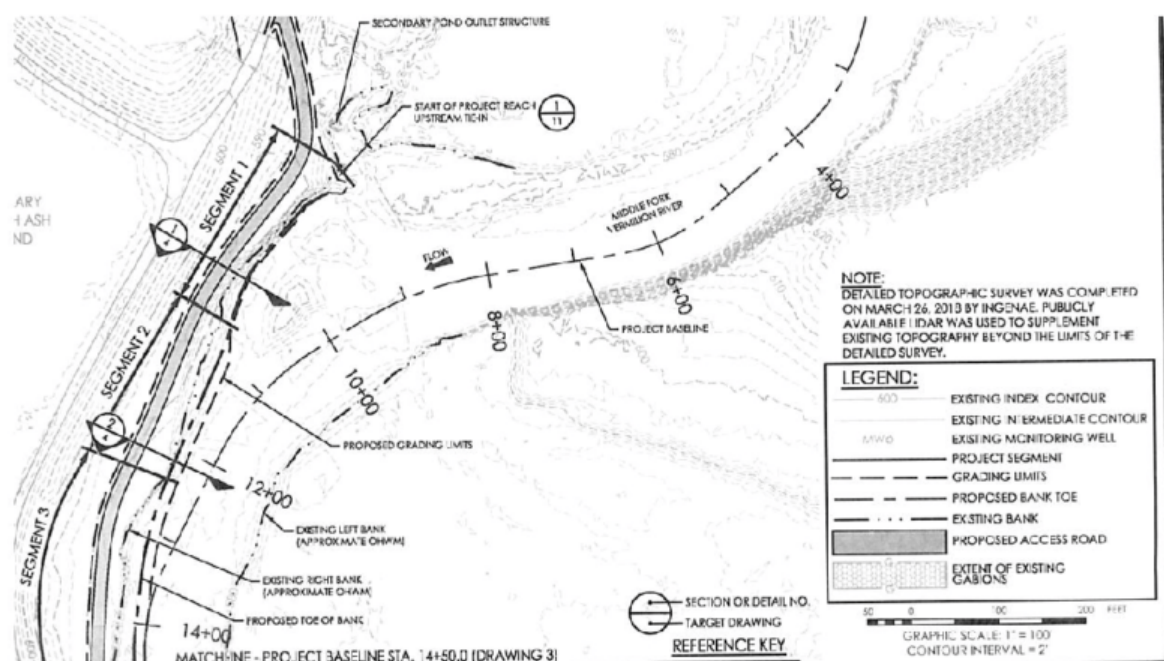 SECONDARY POND OUTLET STRUCTURE
START OF PROJECT REACH
UPSTREAM TIE-IN
1
11
SEGMENT 1
ARY
H ASH
ND
1
4
4+00
MIDDLE FORK
VERMILION RIVER
FLOW
6+00
8+00
PROJECT BASELINE
SEGMENT 2
10+00
PROPOSED GRADING LIMITS
2
4
12+00
EXISTING LEFT BANK
(APPROXIMATE OHWM)
SEGMENT 3
EXISTING RIGHT BANK
(APPROXIMATE OHWM)
PROPOSED TOE OF BANK
14+00
MATCHLINE - PROJECT BASELINE STA. 14+50.0 (DRAWING 3)
NOTE:
DETAILED TOPOGRAPHIC SURVEY WAS COMPLETED
ON MARCH 26, 2018 BY INGENAE. PUBLICLY
AVAILABLE LIDAR WAS USED TO SUPPLEMENT
EXISTING TOPOGRAPHY BEYOND THE LIMITS OF THE
DETAILED SURVEY.
LEGEND:
600 EXISTING INDEX CONTOUR
EXISTING INTERMEDIATE CONTOUR
EXISTING MONITORING WELL
PROJECT SEGMENT
GRADING LIMITS
PROPOSED BANK TOE
EXISTING BANK
PROPOSED ACCESS ROAD
EXTENT OF EXISTING
GABIONS
SECTION OR DETAIL NO.
TARGET DRAWING
REFERENCE KEY
50 0 100 200 FEET
GRAPHIC SCALE: 1" = 100
CONTOUR INTERVAL = 2'